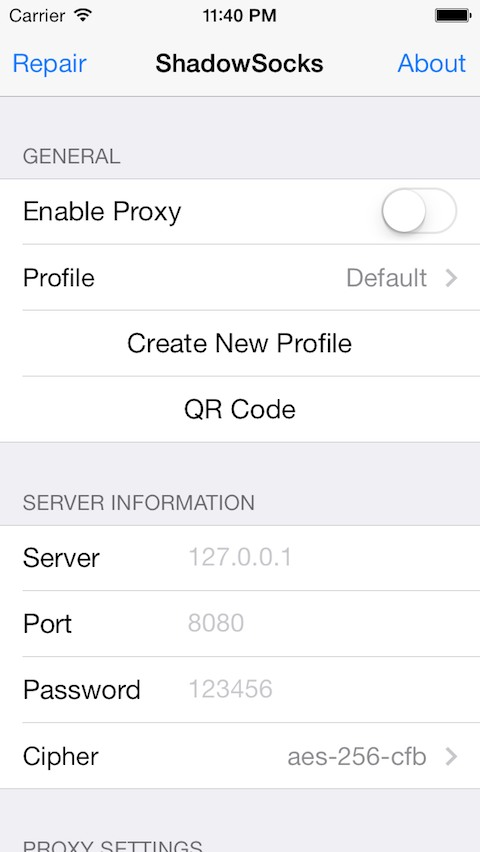 Carrier 11:40 PM
Repair ShadowSocks About
GENERAL
Enable Proxy
Profile Default
Create New Profile
QR Code
SERVER INFORMATION
Server 127.0.0.1
Port 8080
Password 123456
Cipher aes-256-cfb
PROXY SETTINGS